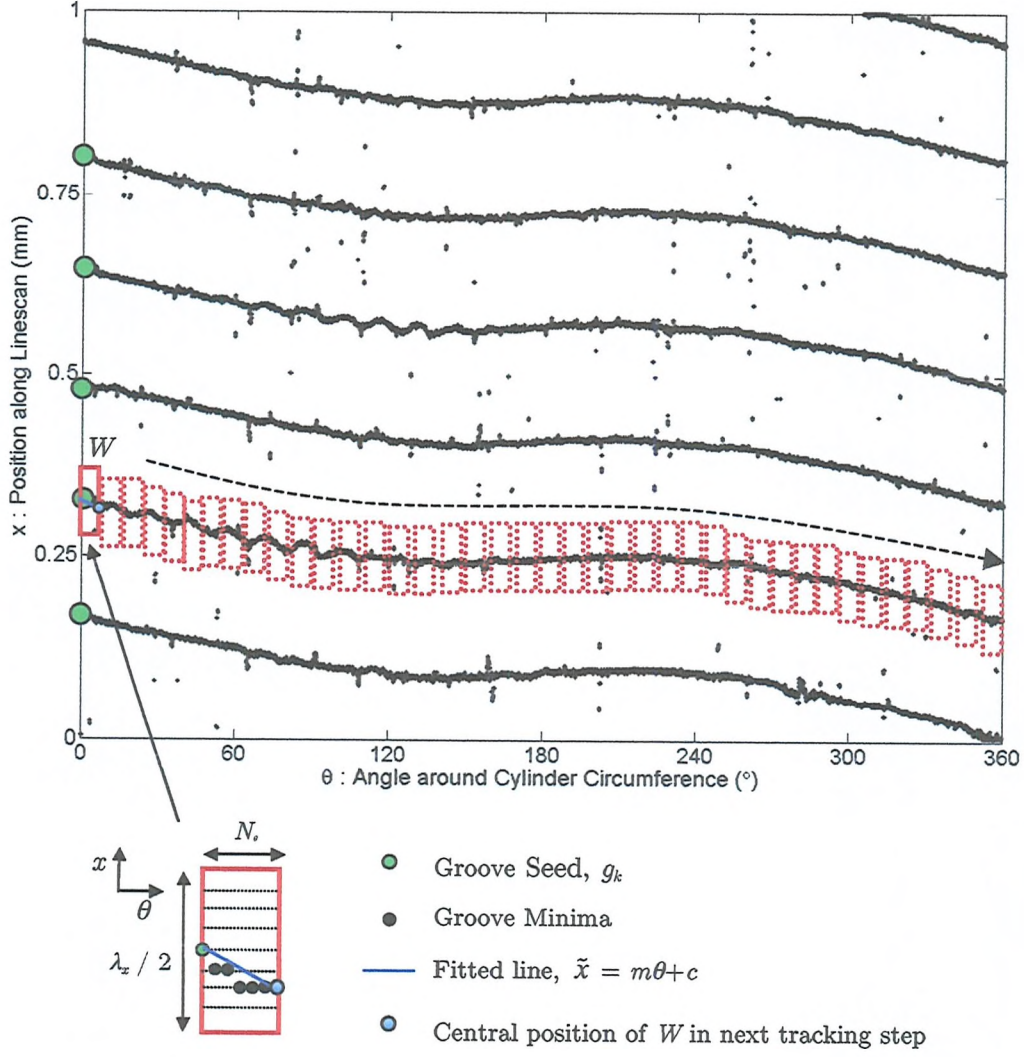 1
0.75
0.5
0.25
0
x : Position along Linescan (mm)
W
0 60 120 180 240 300 360
θ : Angle around Cylinder Circumference (°)
x
θ
λₓ / 2
Groove Seed, gₖ
Groove Minima
Fitted line, x̃ = mθ+c
Central position of W in next tracking step